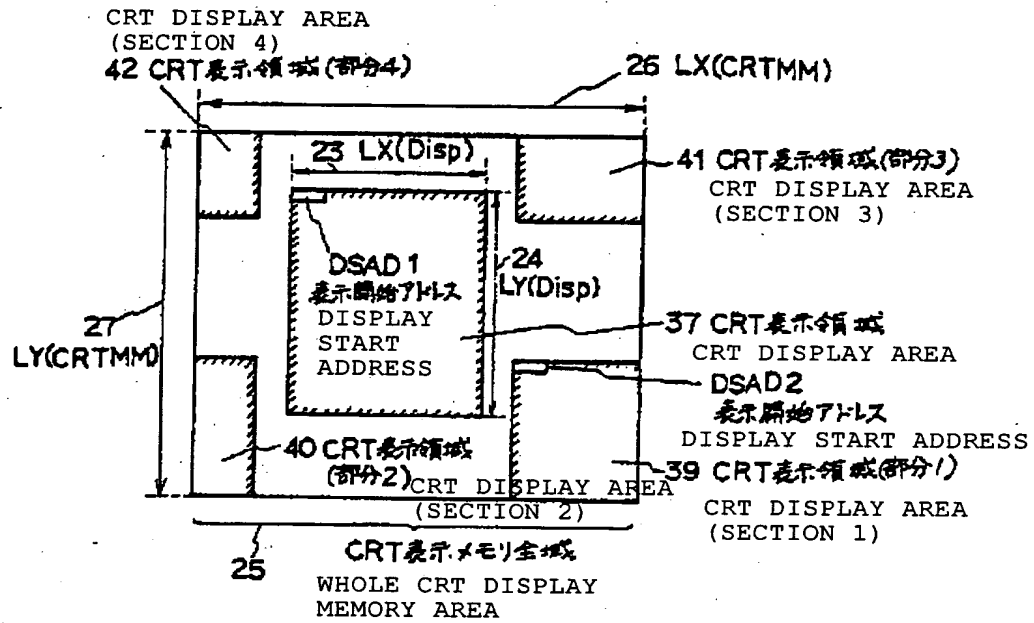 CRT DISPLAY AREA
(SECTION 4)
42 CRT表示領域(部分4)
26 LX(CRTMM)
23 LX(Disp)
41 CRT表示領域(部分3)
CRT DISPLAY AREA
(SECTION 3)
DSAD1
表示開始アドレス
DISPLAY
START
ADDRESS
24
LY(Disp)
27
LY(CRTMM)
37 CRT表示領域
CRT DISPLAY AREA
DSAD2
表示開始アドレス
DISPLAY START ADDRESS
40 CRT表示領域
(部分2)
CRT DISPLAY AREA
(SECTION 2)
39 CRT表示領域(部分1)
CRT DISPLAY AREA
(SECTION 1)
25
CRT表示メモリ全域
WHOLE CRT DISPLAY
MEMORY AREA